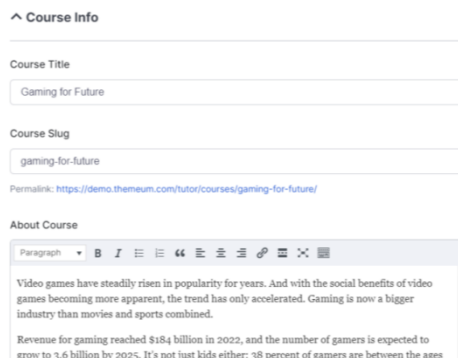 Course Info
Course Title
Gaming for Future
Course Slug
gaming-for-future
Permalink: https://demo.themeum.com/tutor/courses/gaming-for-future/
About Course
Paragraph
Video games have steadily risen in popularity for years. And with the social benefits of video
games becoming more apparent, the trend has only accelerated. Gaming is now a bigger
industry than movies and sports combined.
Revenue for gaming reached $184 billion in 2022, and the number of gamers is expected to
grow to 3.6 billion by 2025. It's not just kids either: 38 percent of gamers are between the ages